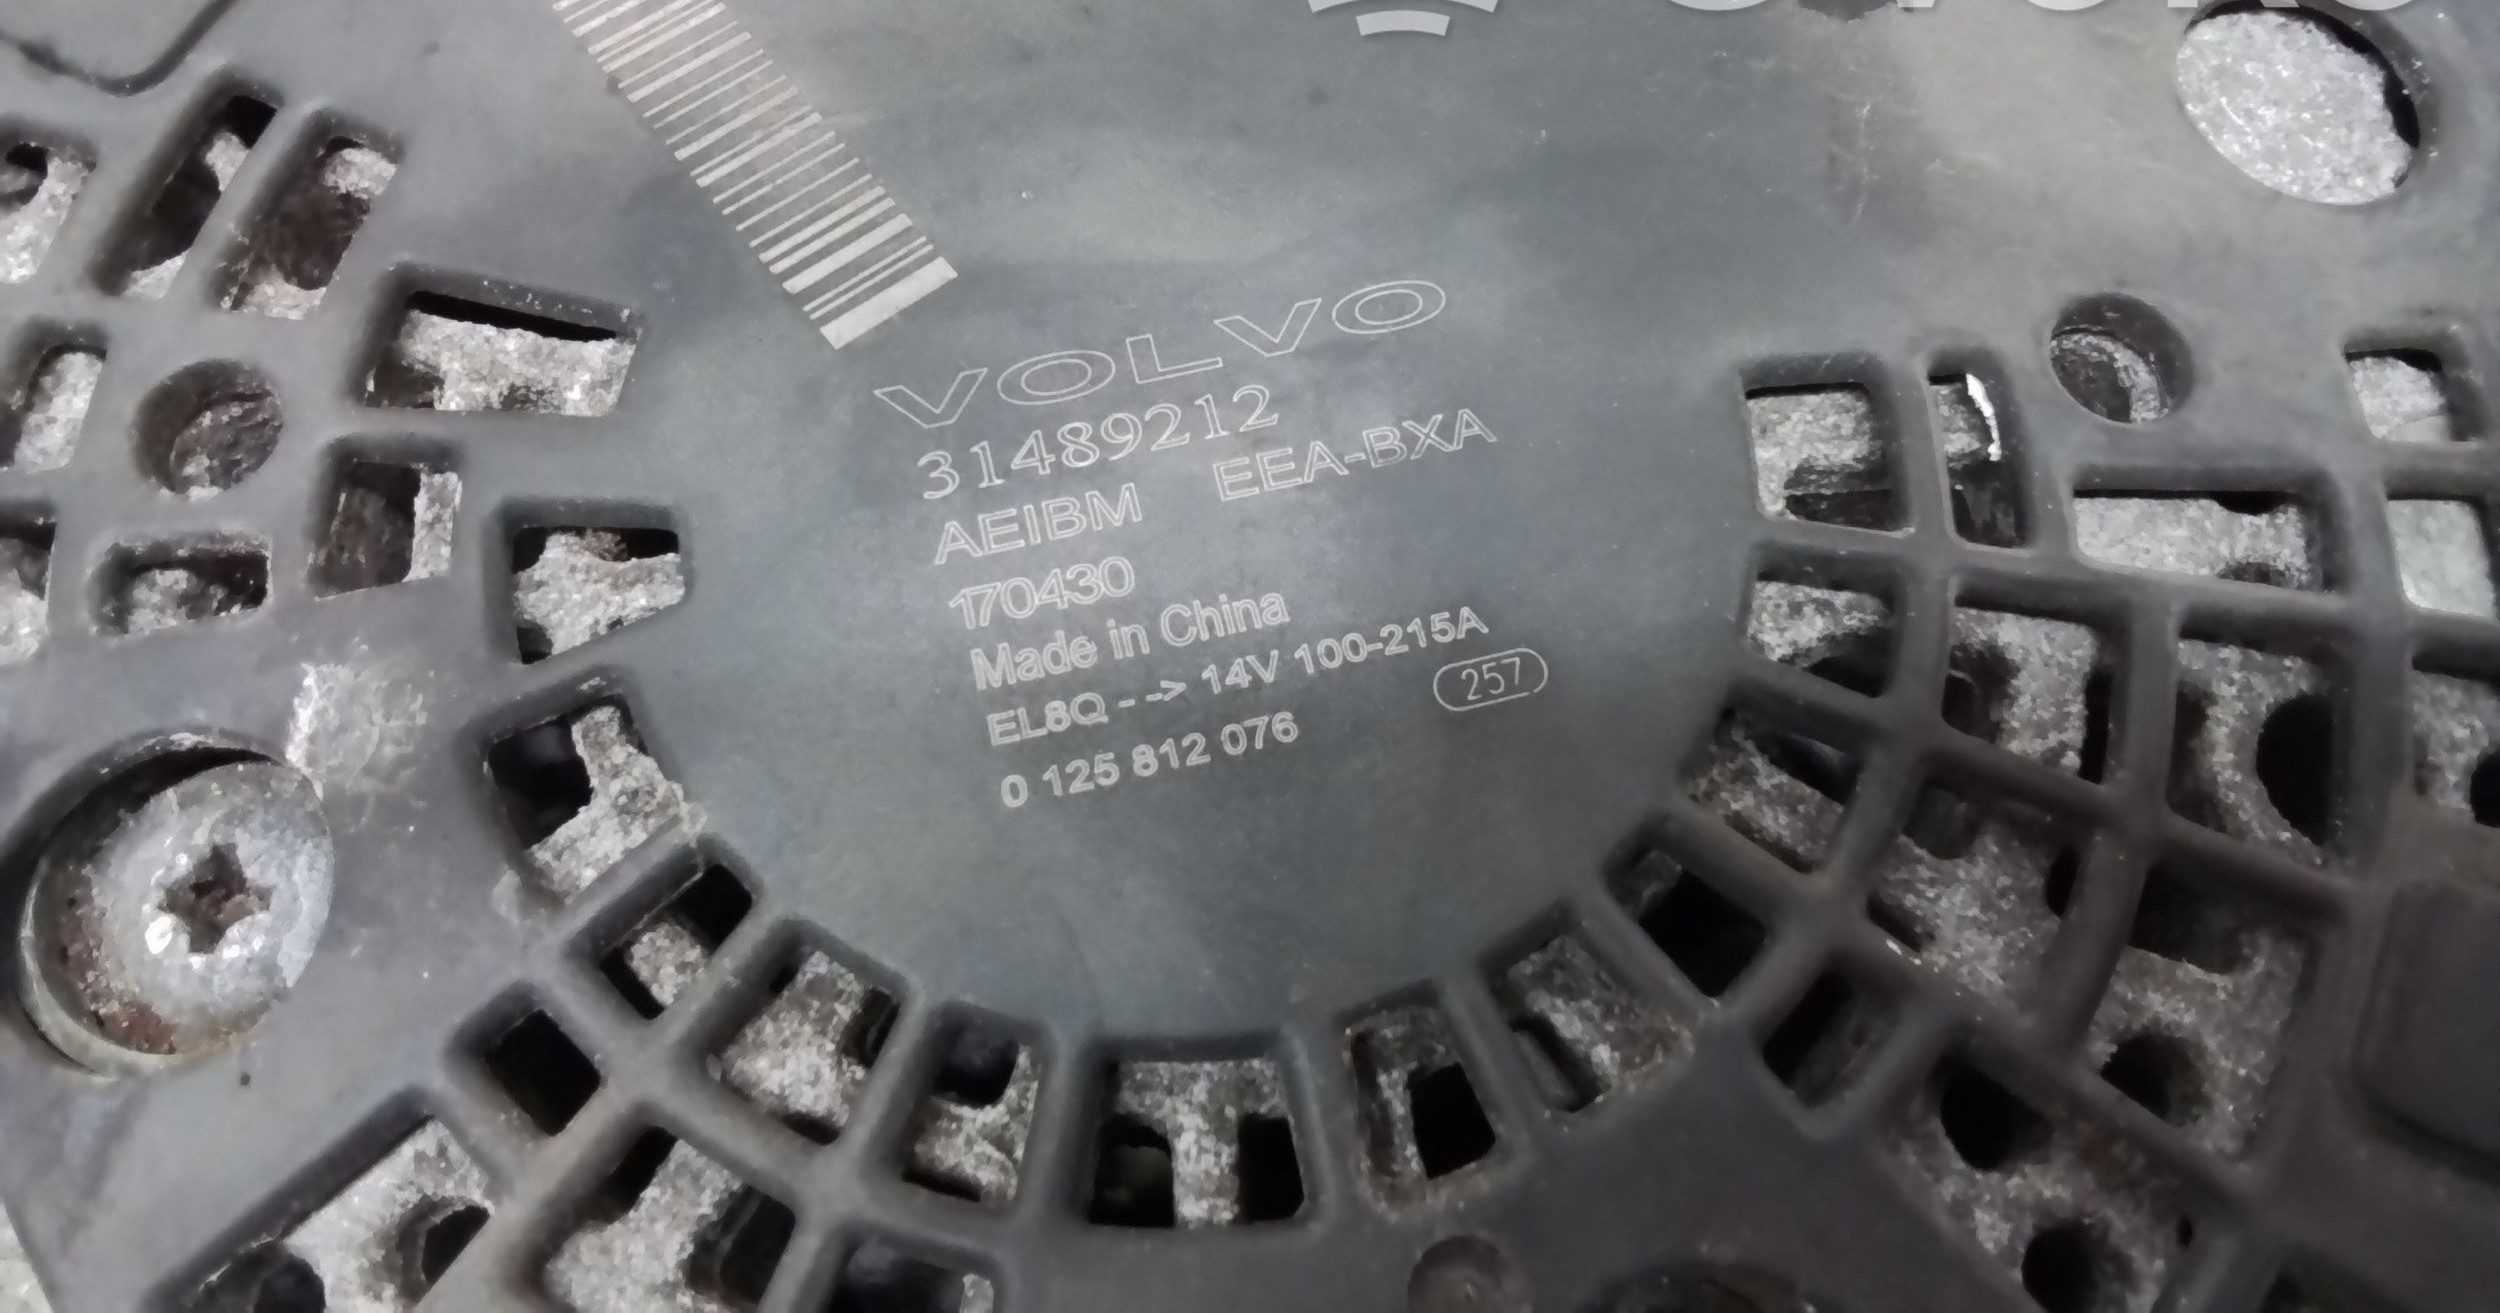 VOLVO
31489212
AEIBM EEA-BXA
170430
Made in China
EL8Q - -> 14V 100-215A
257
0 125 812 076